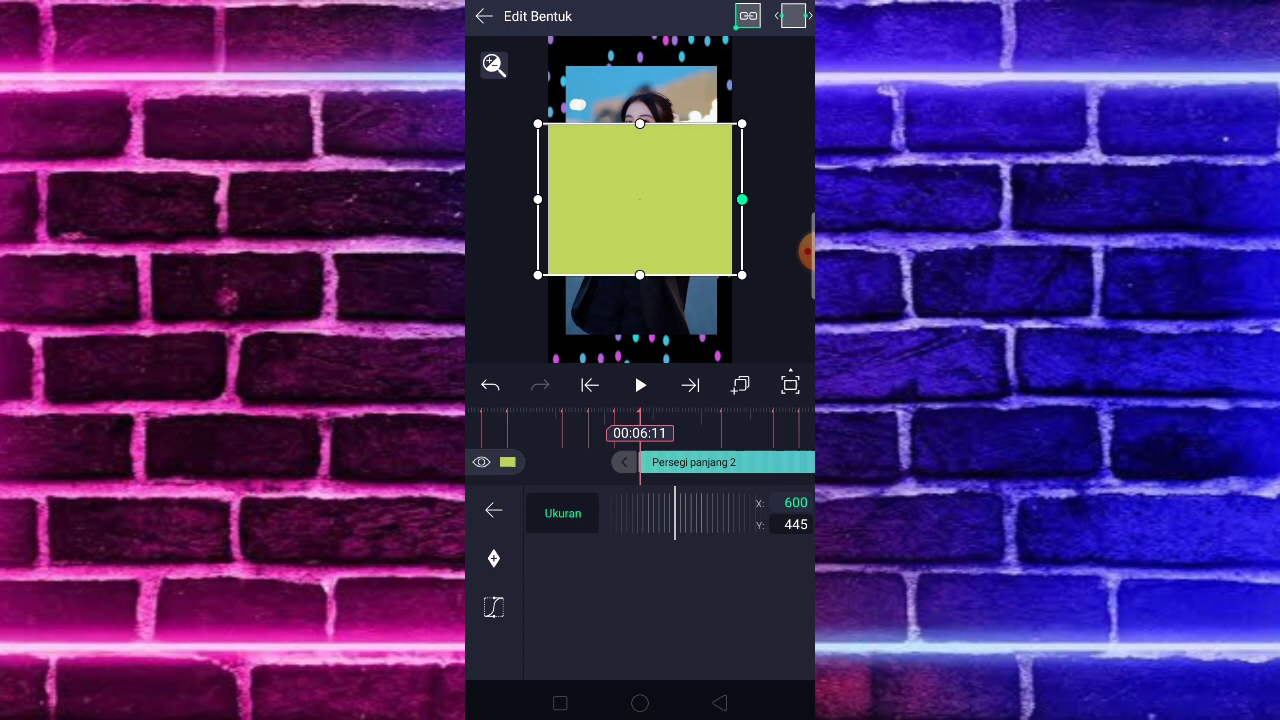 Edit Bentuk
00:06:11
Persegi panjang 2
Ukuran
X: 600
Y: 445